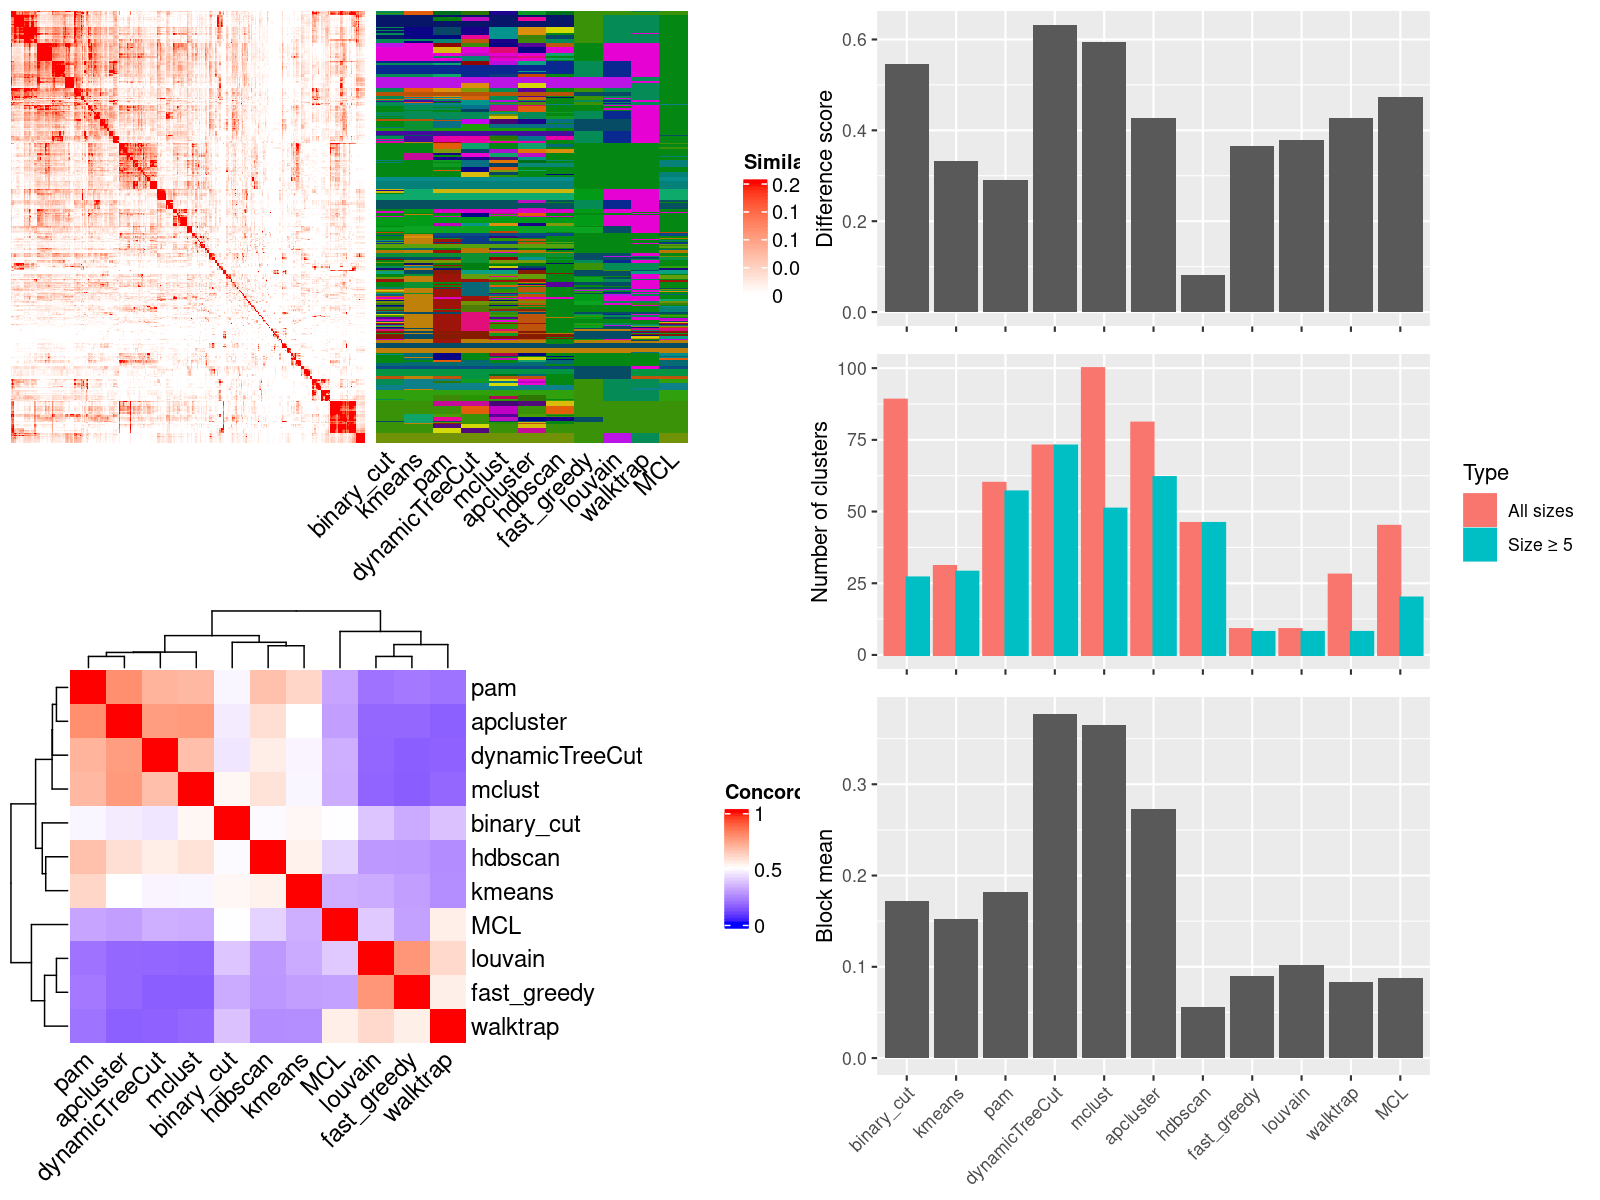 Simila
0.2
0.1
0.1
0.0
0
binary_cut
kmeans
pam
dynamicTreeCut
mclust
apcluster
hdbscan
fast_greedy
louvain
walktrap
MCL
pam
apcluster
dynamicTreeCut
mclust
binary_cut
hdbscan
kmeans
MCL
louvain
fast_greedy
walktrap
Concord
1
0.5
0
pam
apcluster
dynamicTreeCut
mclust
binary_cut
hdbscan
kmeans
MCL
louvain
fast_greedy
walktrap
Difference score
0.6
0.4
0.2
0.0
Number of clusters
100
75
50
25
0
Type
All sizes
Size ≥ 5
Block mean
0.3
0.2
0.1
0.0
binary_cut
kmeans
pam
dynamicTreeCut
mclust
apcluster
hdbscan
fast_greedy
louvain
walktrap
MCL